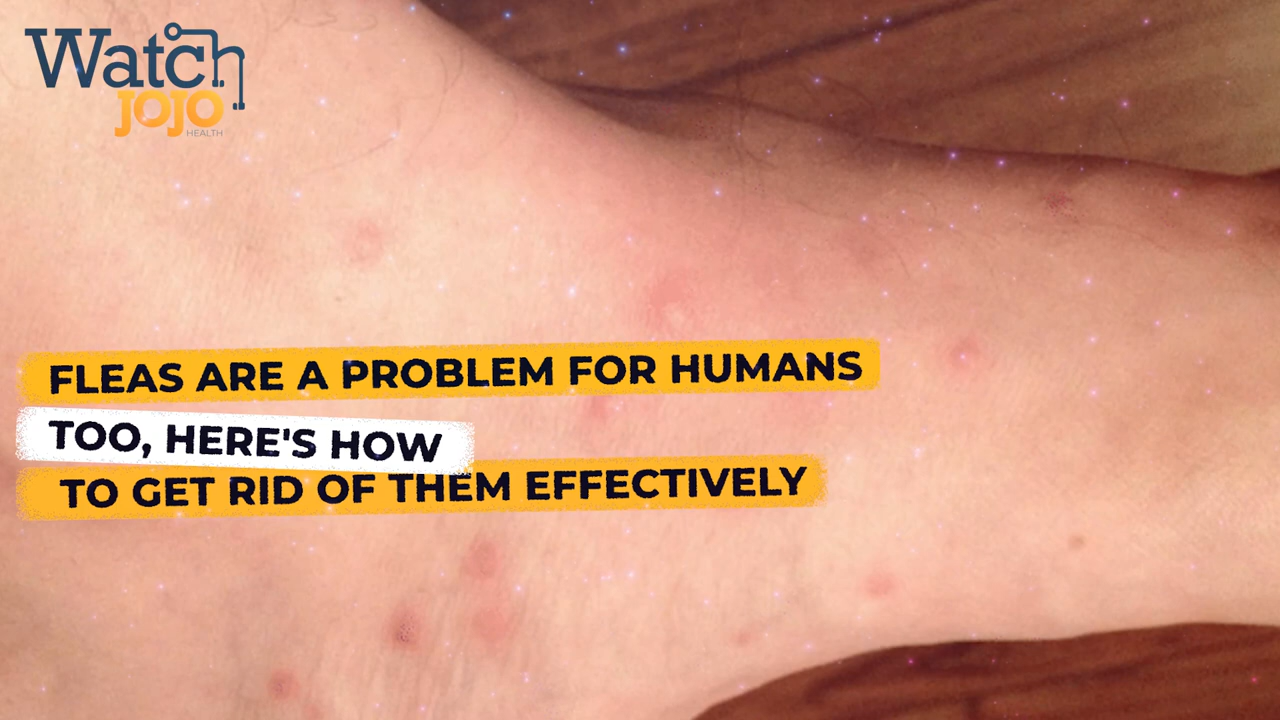 Watch
JOJO
HEALTH
FLEAS ARE A PROBLEM FOR HUMANS
TOO, HERE'S HOW
TO GET RID OF THEM EFFECTIVELY